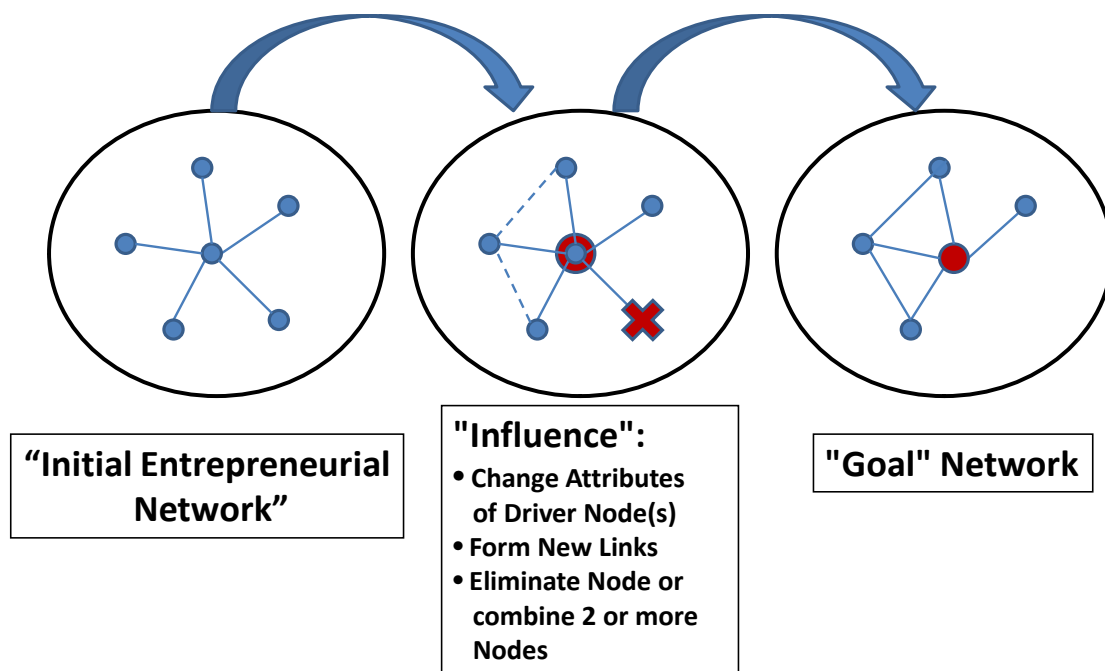 “Initial Entrepreneurial
Network”
"Influence":
• Change Attributes
of Driver Node(s)
• Form New Links
• Eliminate Node or
combine 2 or more
Nodes
"Goal" Network